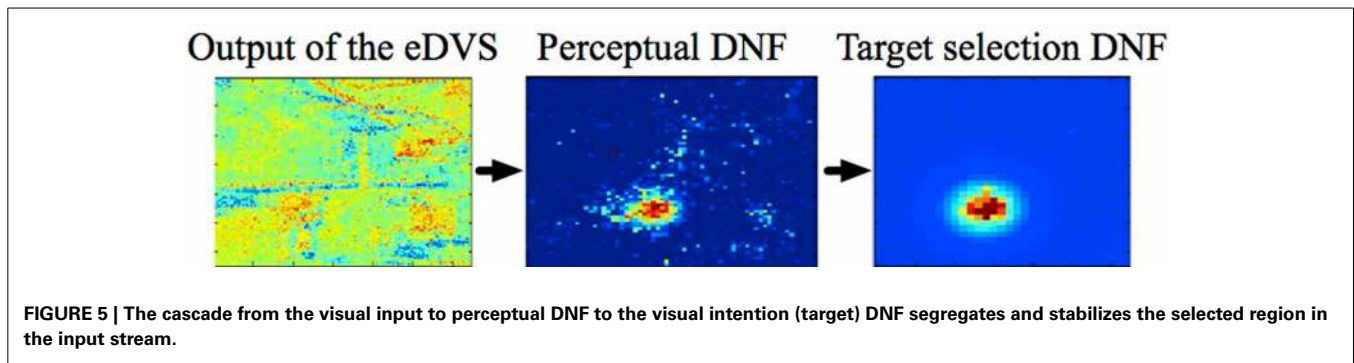 Output of the eDVS Perceptual DNF Target selection DNF
FIGURE 5 | The cascade from the visual input to perceptual DNF to the visual intention (target) DNF segregates and stabilizes the selected region in
the input stream.